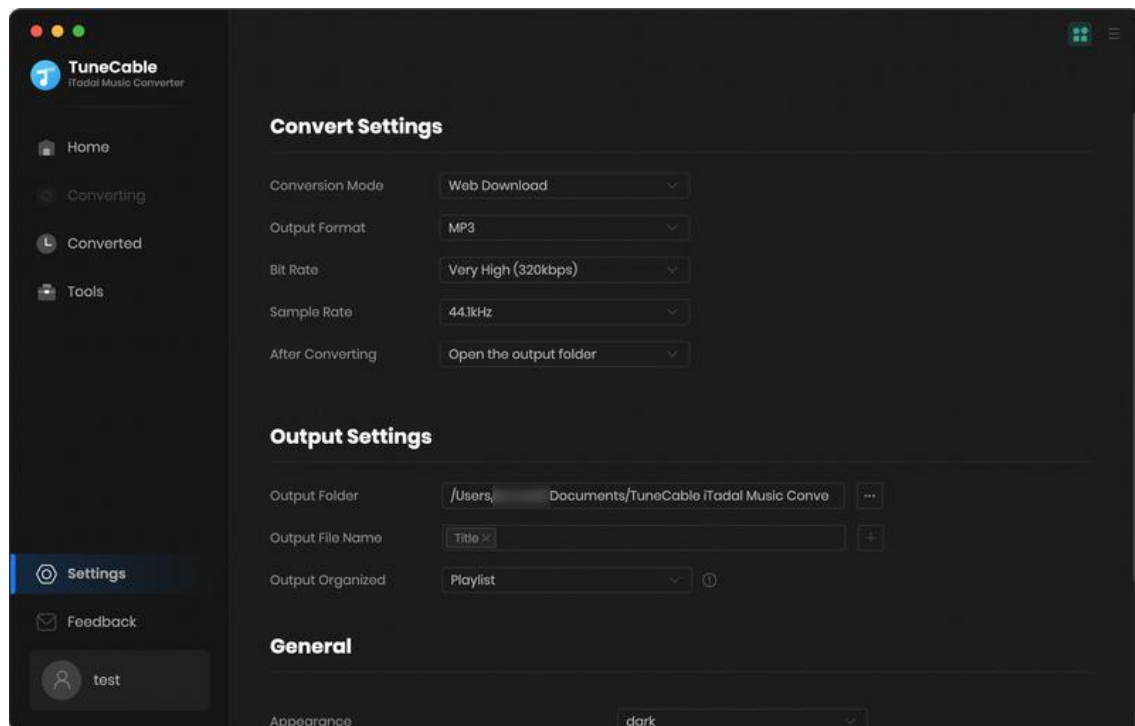 TuneCable
iTadal Music Converter
Home
Converting
Converted
Tools
Settings
Feedback
test
Convert Settings
Conversion Mode Web Download
Output Format MP3
Bit Rate Very High (320kbps)
Sample Rate 44.1kHz
After Converting Open the output folder
Output Settings
Output Folder /Users, Documents/TuneCable iTadal Music Conve ...
Output File Name Title × +
Output Organized Playlist
General
Appearance dark